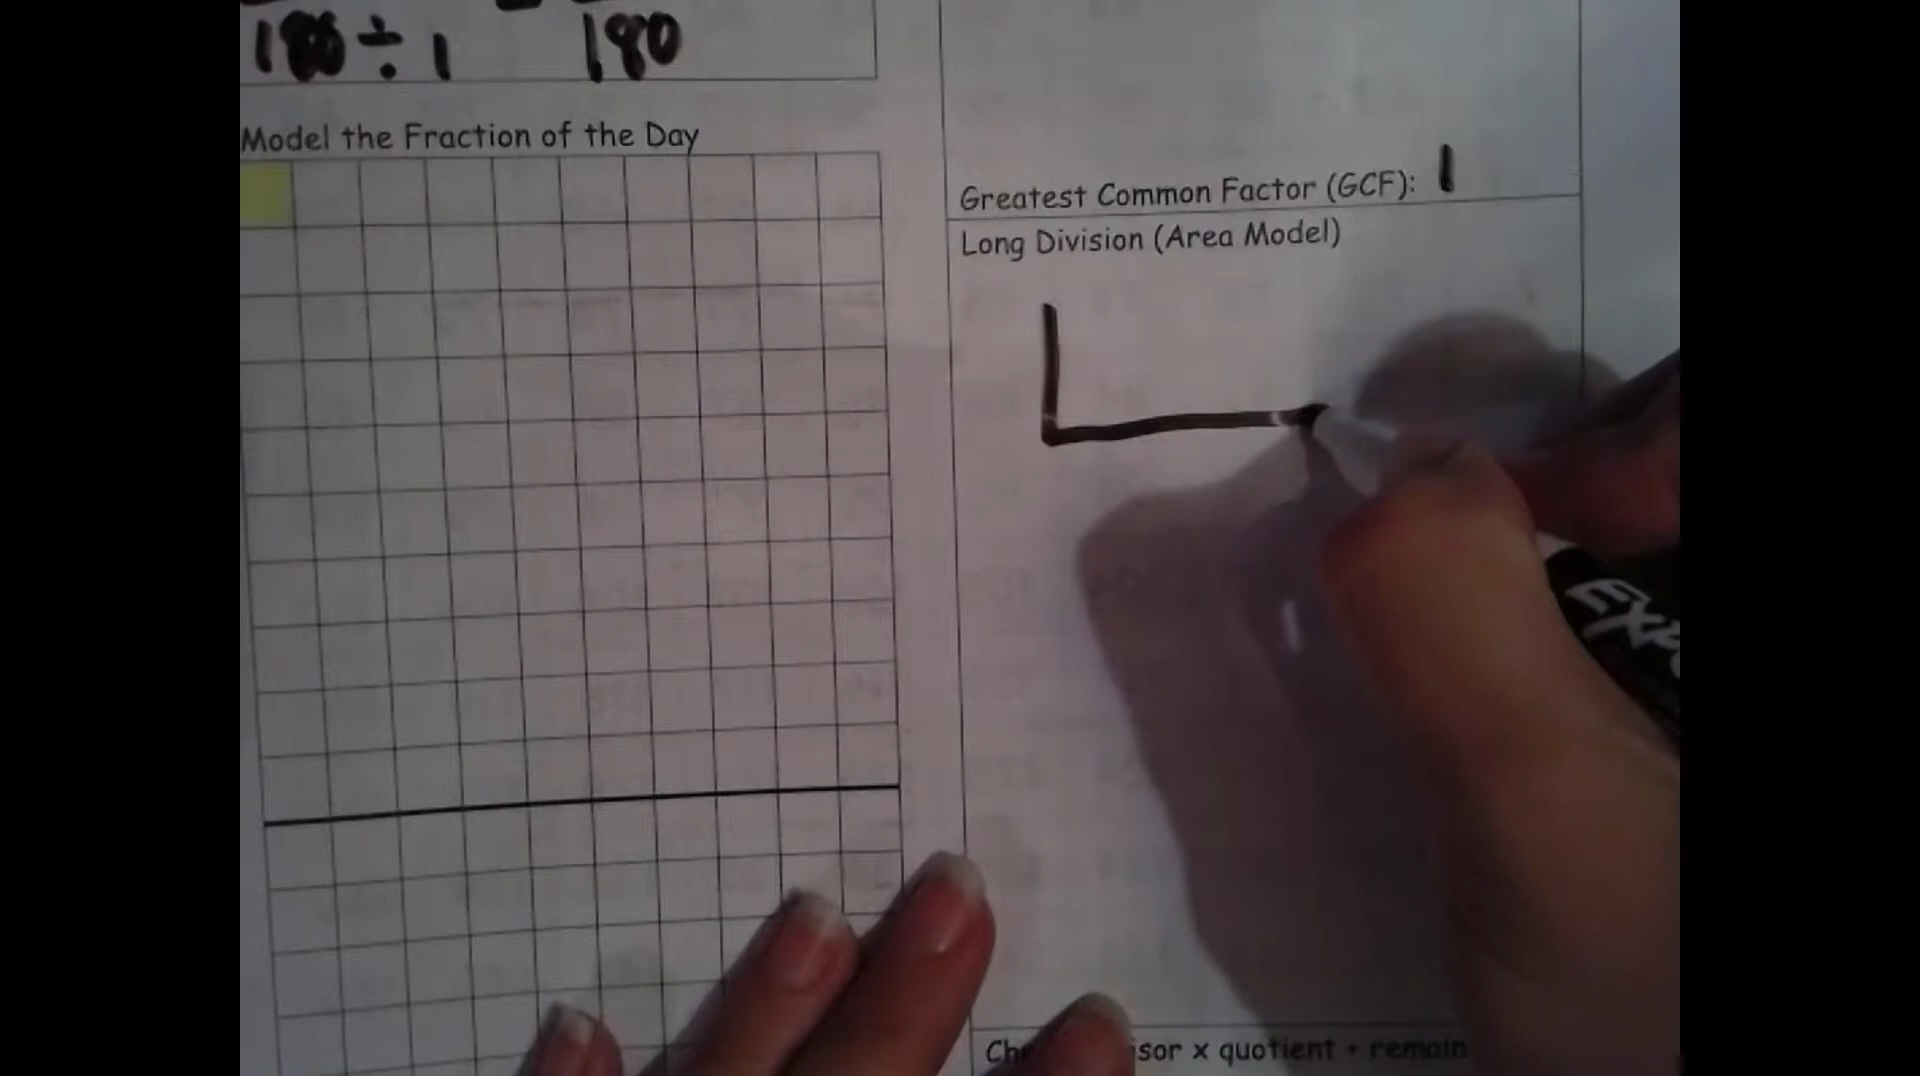 180 ÷ 1 180
Model the Fraction of the Day
Greatest Common Factor (GCF): 1
Long Division (Area Model)
x quotient + remain